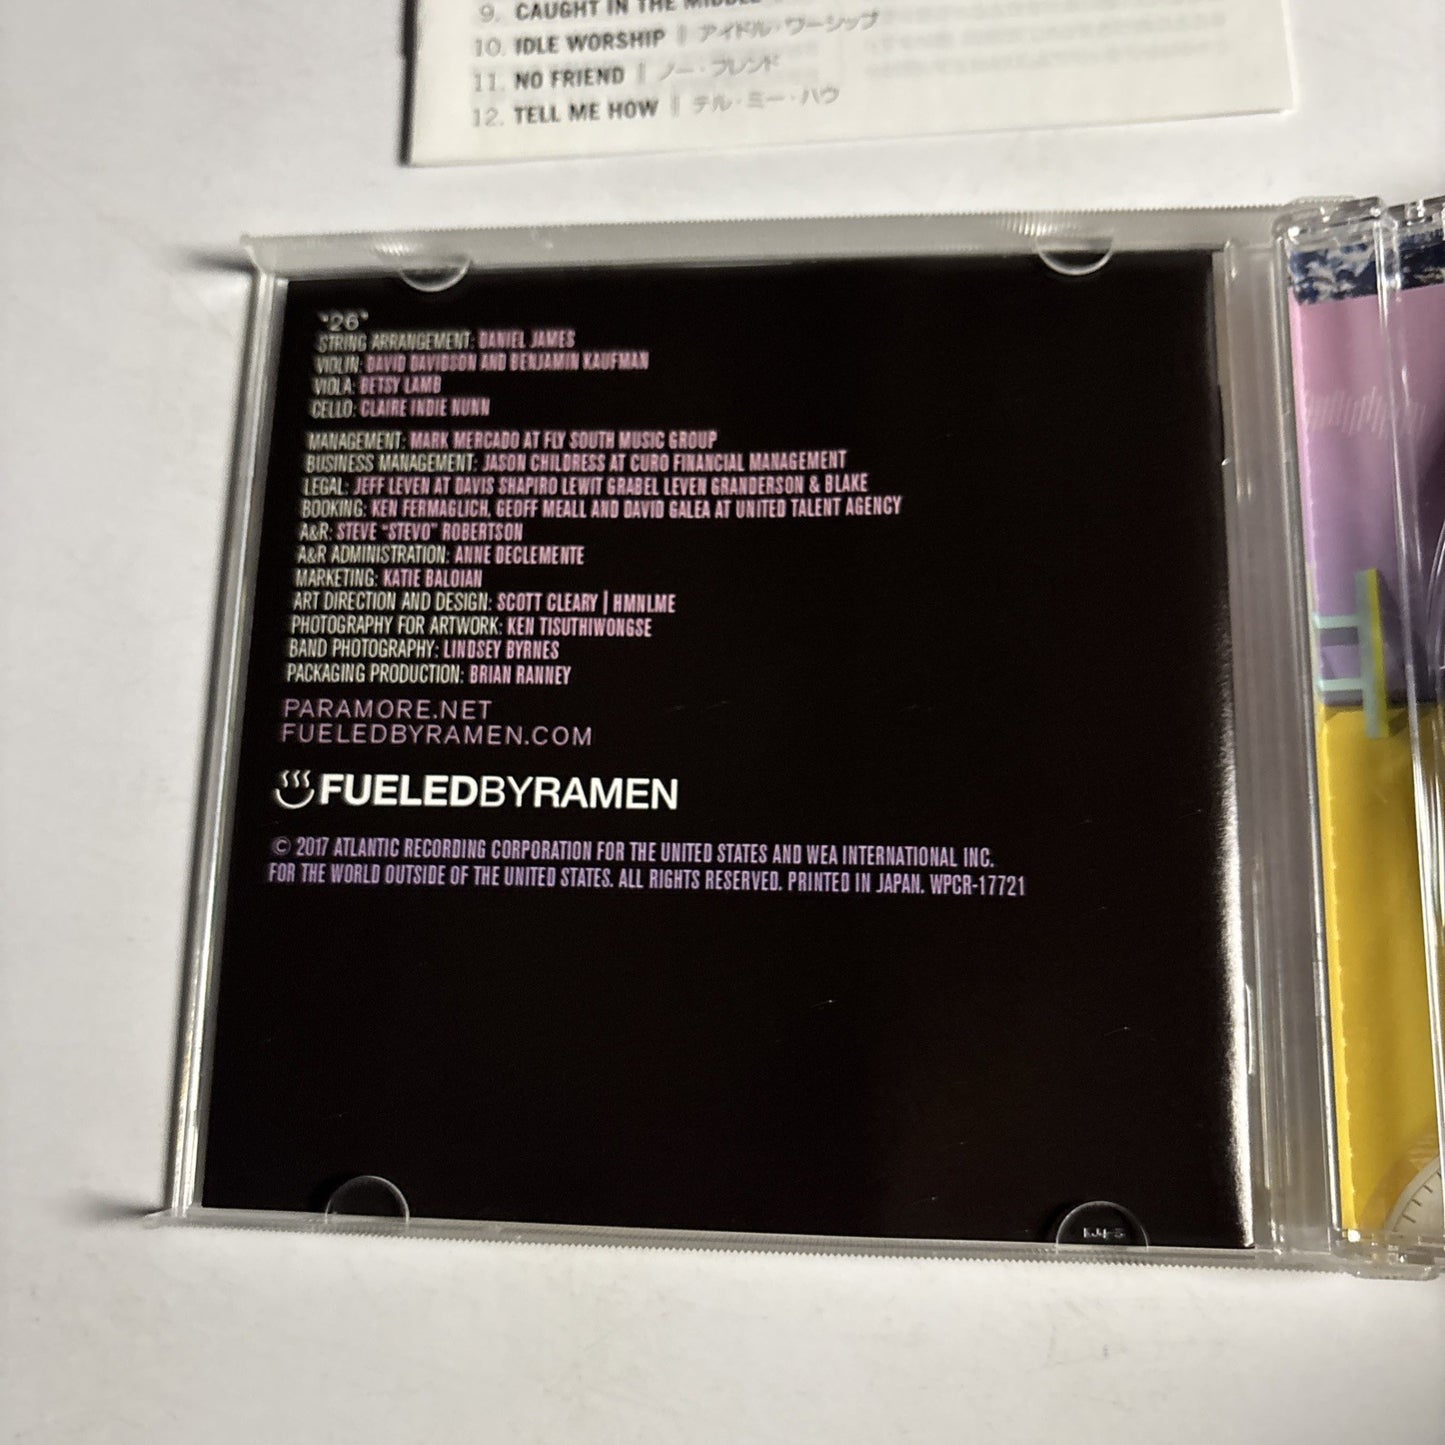 9. CAUGHT IN THE MIDDLE
10. IDLE WORSHIP | アイドル・ワーシップ
11. NO FRIEND | ノー・フレンド
12. TELL ME HOW | テル・ミー・ハウ
"26"
STRING ARRANGEMENT: DANIEL JAMES
VIOLIN: DAVID DAVIDSON AND BENJAMIN KAUFMAN
VIOLA: BETSY LAMB
CELLO: CLAIRE INDIE NUNN
MANAGEMENT: MARK MERCADO AT FLY SOUTH MUSIC GROUP
BUSINESS MANAGEMENT: JASON CHILDRESS AT CURO FINANCIAL MANAGEMENT
LEGAL: JEFF LEVEN AT DAVIS SHAPIRO LEWIT GRABEL LEVEN GRANDERSON & BLAKE
BOOKING: KEN FERMAGLICH, GEOFF MEALL AND DAVID GALEA AT UNITED TALENT AGENCY
A&R: STEVE "STEVO" ROBERTSON
A&R ADMINISTRATION: ANNE DECLEMENTE
MARKETING: KATIE BALOIAN
ART DIRECTION AND DESIGN: SCOTT CLEARY | HMNLME
PHOTOGRAPHY FOR ARTWORK: KEN TISUTHIWONGSE
BAND PHOTOGRAPHY: LINDSEY BYRNES
PACKAGING PRODUCTION: BRIAN RANNEY
PARAMORE.NET
FUELEDBYRAMEN.COM
FUELEDBYRAMEN
© 2017 ATLANTIC RECORDING CORPORATION FOR THE UNITED STATES AND WEA INTERNATIONAL INC.
FOR THE WORLD OUTSIDE OF THE UNITED STATES. ALL RIGHTS RESERVED. PRINTED IN JAPAN. WPCR-17721